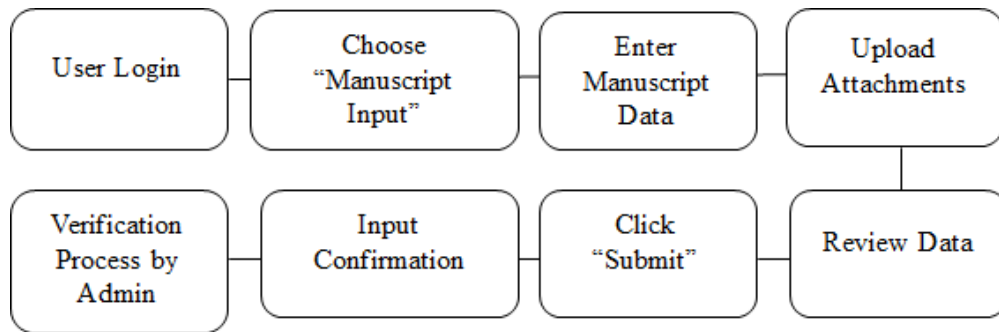 User Login
Choose
“Manuscript
Input”
Enter
Manuscript
Data
Upload
Attachments
Verification
Process by
Admin
Input
Confirmation
Click
“Submit”
Review Data